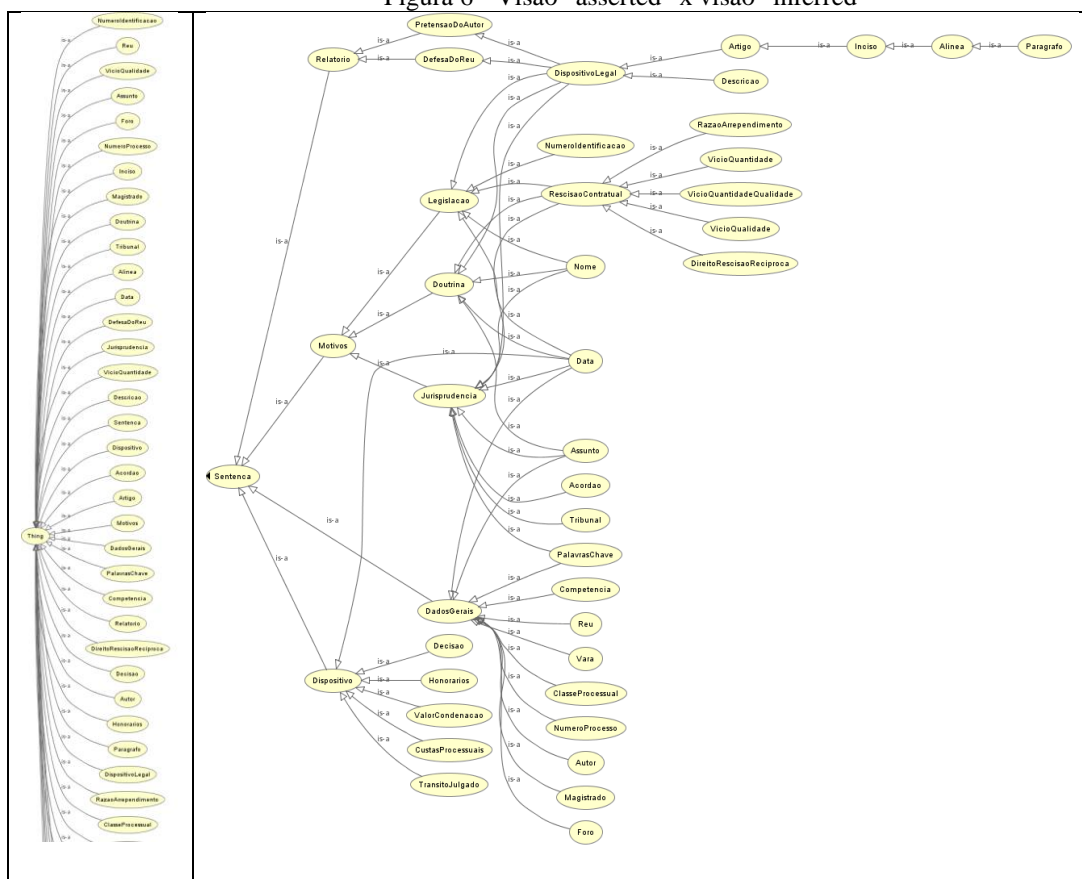 Figura 6 - Visão "asserted" x visão "inferred"
NumeroIdentificacao
Reu
VicioQualidade
Assunto
Foro
NumeroProcesso
Inciso
Magistrado
Doutrina
Tribunal
Alinea
Data
DefesaDoReu
Jurisprudencia
VicioQuantidade
Descricao
Sentenca
Dispositivo
Acordao
Artigo
Motivos
Thing
DadosGerais
PalavrasChave
Competencia
Relatorio
DireitoRescisaoReciproca
Decisao
Autor
Honorarios
Paragrafo
DispositivoLegal
RazaoArrependimento
ClasseProcessual
PretensaoDoAutor
Relatorio
DefesaDoReu
DispositivoLegal
Artigo
is-a
Inciso
is-a
Alinea
is-a
Paragrafo
Descricao
NumeroIdentificacao
RazaoArrependimento
VicioQuantidade
Legislacao
RescisaoContratual
VicioQuantidadeQualidade
VicioQualidade
DireitoRescisaoReciproca
Nome
Doutrina
Motivos
Data
Jurisprudencia
Assunto
Sentenca
Acordao
Tribunal
PalavrasChave
Competencia
DadosGerais
Reu
Decisao
Vara
Dispositivo
Honorarios
ClasseProcessual
ValorCondenacao
NumeroProcesso
CustasProcessuais
Autor
TransitoJulgado
Magistrado
Foro